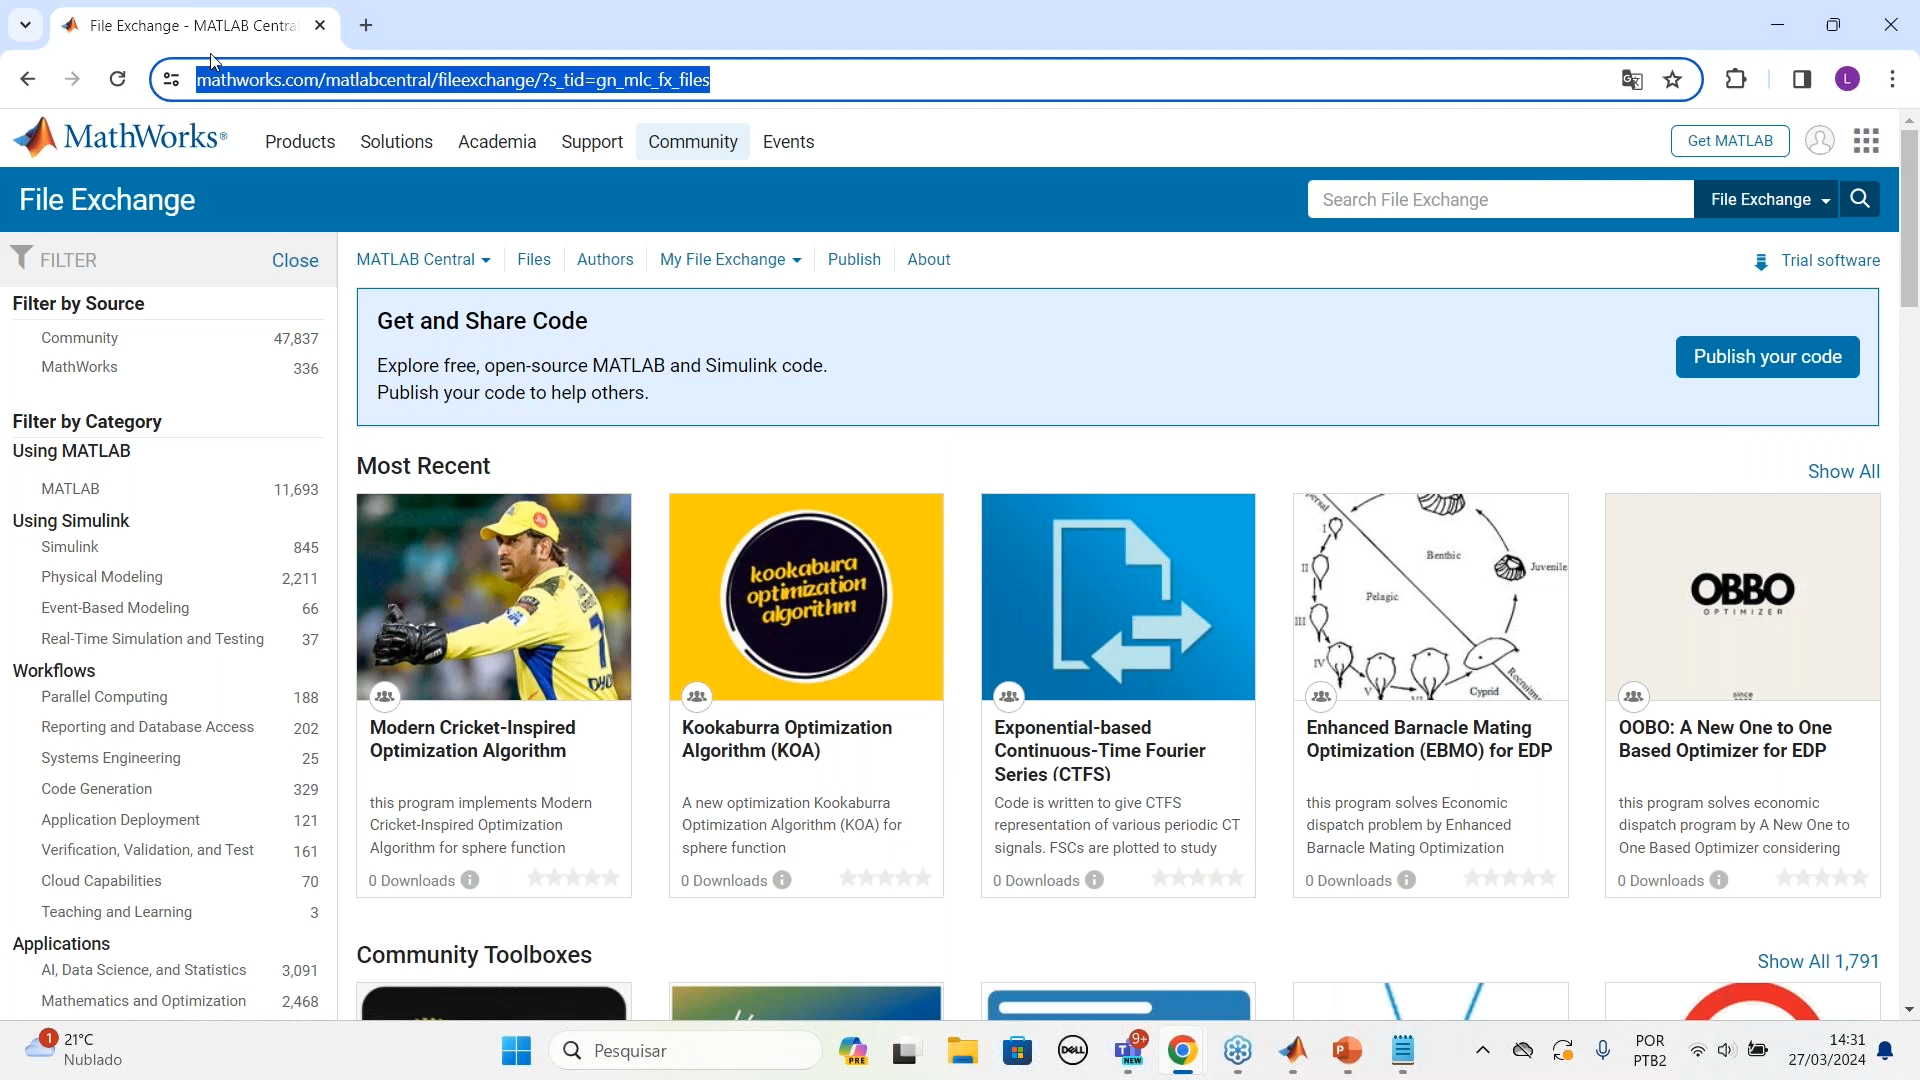 File Exchange - MATLAB Centra
mathworks.com/matlabcentral/fileexchange/?s_tid=gn_mlc_fx_files
L
MathWorks®
Products
Solutions
Academia
Support
Community
Events
Get MATLAB
File Exchange
Search File Exchange
File Exchange
FILTER
Close
MATLAB Central
Files
Authors
My File Exchange
Publish
About
Trial software
Filter by Source
Community 47,837
MathWorks 336
Filter by Category
Using MATLAB
MATLAB 11,693
Using Simulink
Simulink 845
Physical Modeling 2,211
Event-Based Modeling 66
Real-Time Simulation and Testing 37
Workflows
Parallel Computing 188
Reporting and Database Access 202
Systems Engineering 25
Code Generation 329
Application Deployment 121
Verification, Validation, and Test 161
Cloud Capabilities 70
Teaching and Learning 3
Applications
AI, Data Science, and Statistics 3,091
Mathematics and Optimization 2,468
Get and Share Code
Explore free, open-source MATLAB and Simulink code.
Publish your code to help others.
Publish your code
Most Recent
Show All
Modern Cricket-Inspired
Optimization Algorithm
this program implements Modern
Cricket-Inspired Optimization
Algorithm for sphere function
0 Downloads
kookabura
optimization
algorithm
Kookaburra Optimization
Algorithm (KOA)
A new optimization Kookaburra
Optimization Algorithm (KOA) for
sphere function
0 Downloads
Exponential-based
Continuous-Time Fourier
Series (CTFS)
Code is written to give CTFS
representation of various periodic CT
signals. FSCs are plotted to study
0 Downloads
I
II
III
IV
V
Benthic
Juvenile
Pelagic
Cyprid
Enhanced Barnacle Mating
Optimization (EBMO) for EDP
this program solves Economic
dispatch problem by Enhanced
Barnacle Mating Optimization
0 Downloads
OBBO
OPTIMIZER
since
OOBO: A New One to One
Based Optimizer for EDP
this program solves economic
dispatch program by A New One to
One Based Optimizer considering
0 Downloads
Community Toolboxes
Show All 1,791
1
21°C
Nublado
Pesquisar
PRE
DELL
9+
NEW
POR
PTB2
14:31
27/03/2024